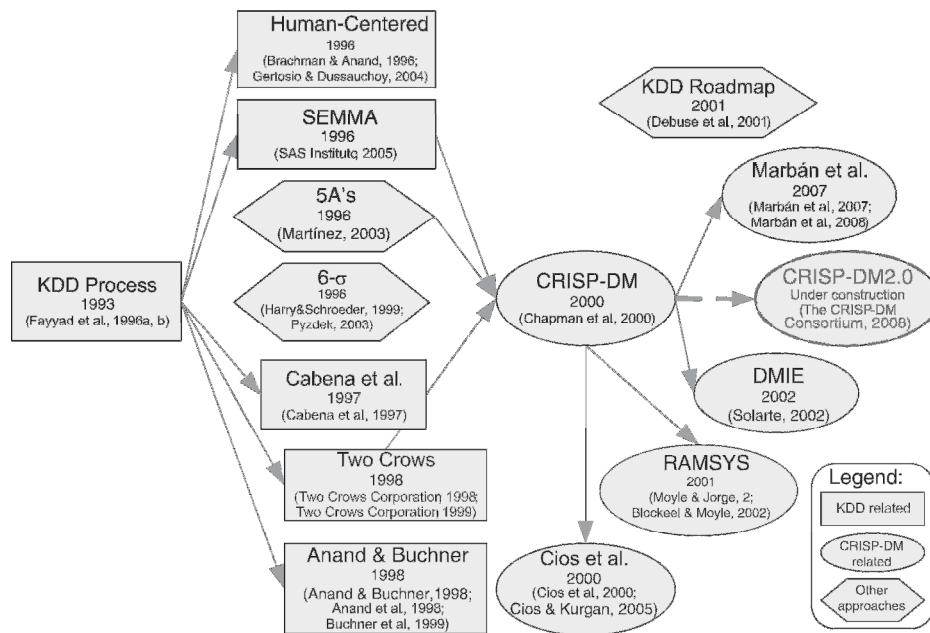 Human-Centered
1996
(Brachman & Anand, 1996;
Gertosio & Dussauchoy, 2004)
SEMMA
1996
(SAS Institutq 2005)
5A's
1996
(Martínez, 2003)
6-σ
1996
(Harry&Schroeder, 1999;
Pyzdek, 2003)
KDD Process
1993
(Fayyad et al., 1996a, b)
Cabena et al.
1997
(Cabena et al, 1997)
Two Crows
1998
(Two Crows Corporation 1998;
Two Crows Corporation 1999)
Anand & Buchner
1998
(Anand & Buchner,1998;
Anand et al, 1998;
Buchner et al, 1999)
CRISP-DM
2000
(Chapman et al, 2000)
KDD Roadmap
2001
(Debuse et al, 2001)
Marbán et al.
2007
(Marbán et al, 2007;
Marbán et al, 2008)
CRISP-DM2.0
Under construction
(The CRISP-DM
Consortium, 2008)
DMIE
2002
(Solarte, 2002)
RAMSYS
2001
(Moyle & Jorge, 2;
Blockeel & Moyle, 2002)
Cios et al.
2000
(Cios et al, 2000;
Cios & Kurgan, 2005)
Legend:
KDD related
CRISP-DM
related
Other
approaches